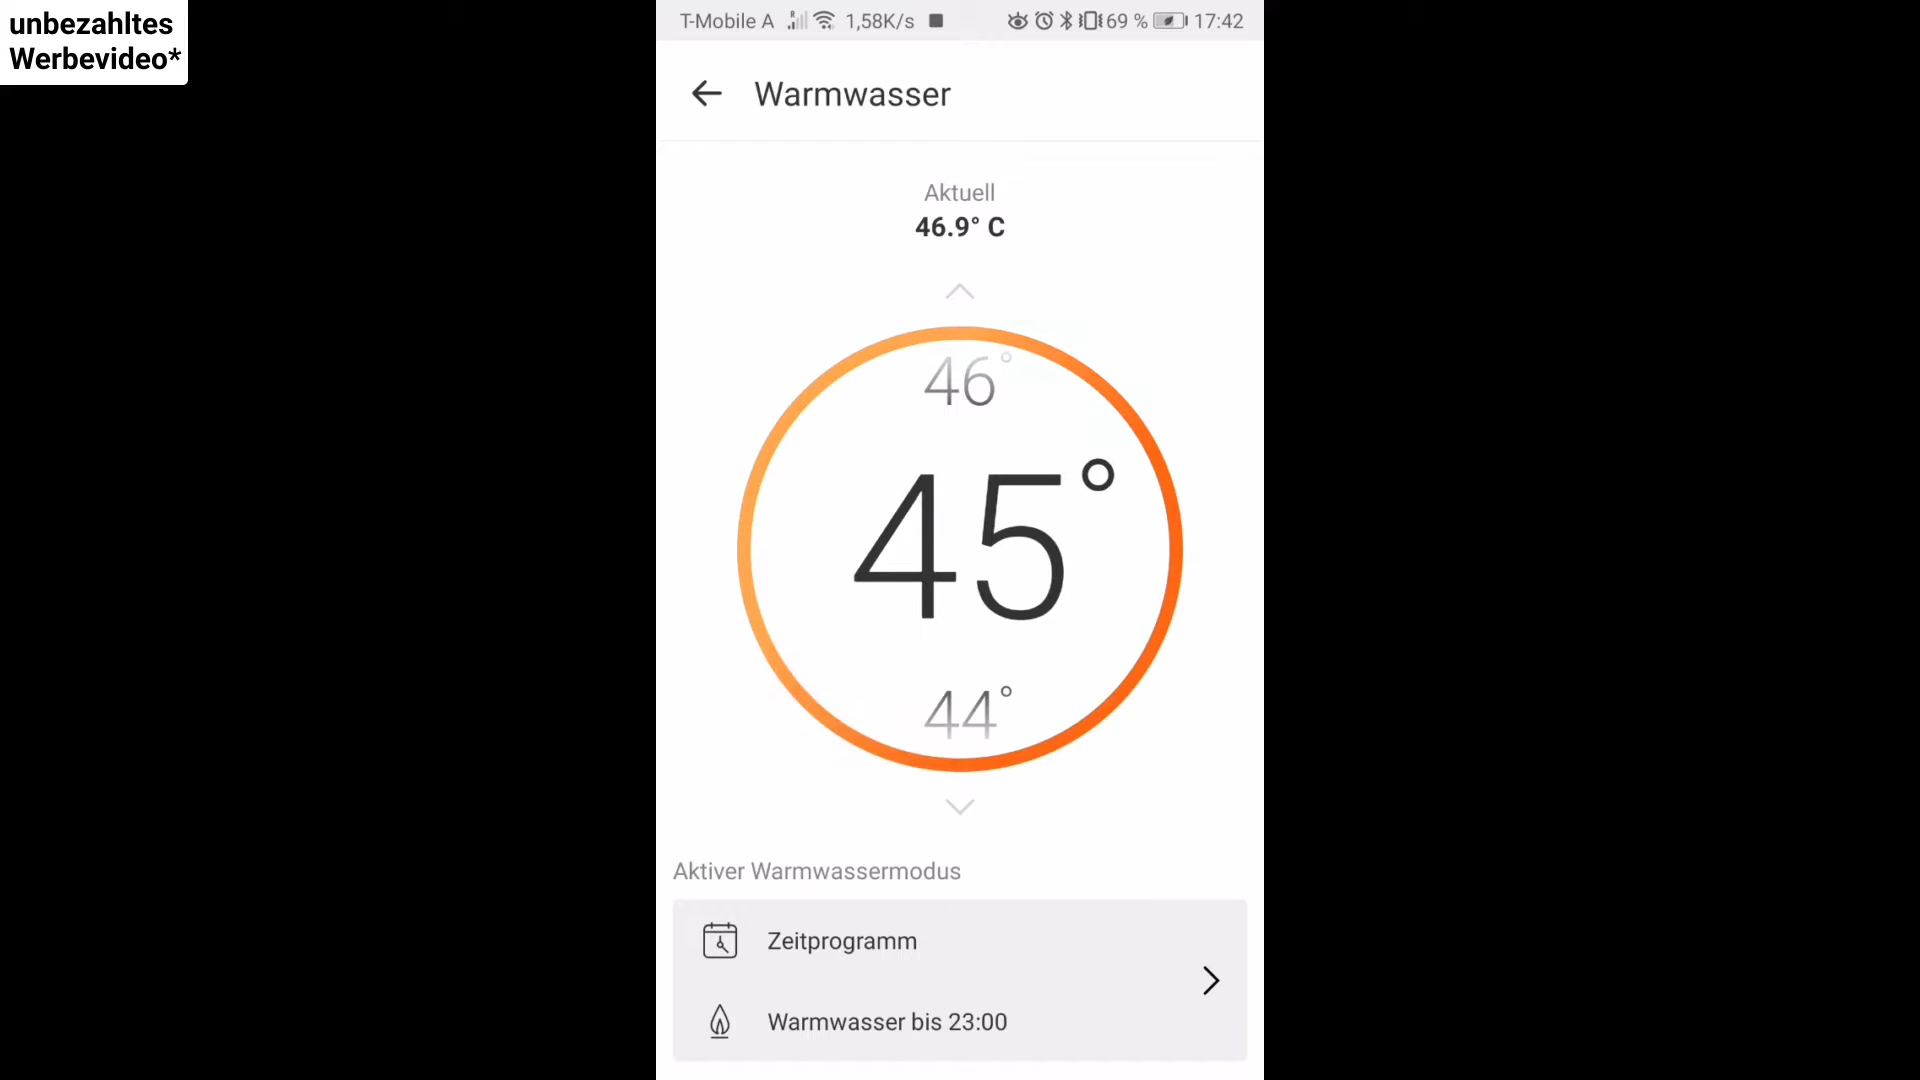 unbezahltes
Werbevideo*
T-Mobile A 1,58K/s 69 % 17:42
Warmwasser
Aktuell
46.9° C
46°
45°
44°
Aktiver Warmwassermodus
Zeitprogramm
Warmwasser bis 23:00